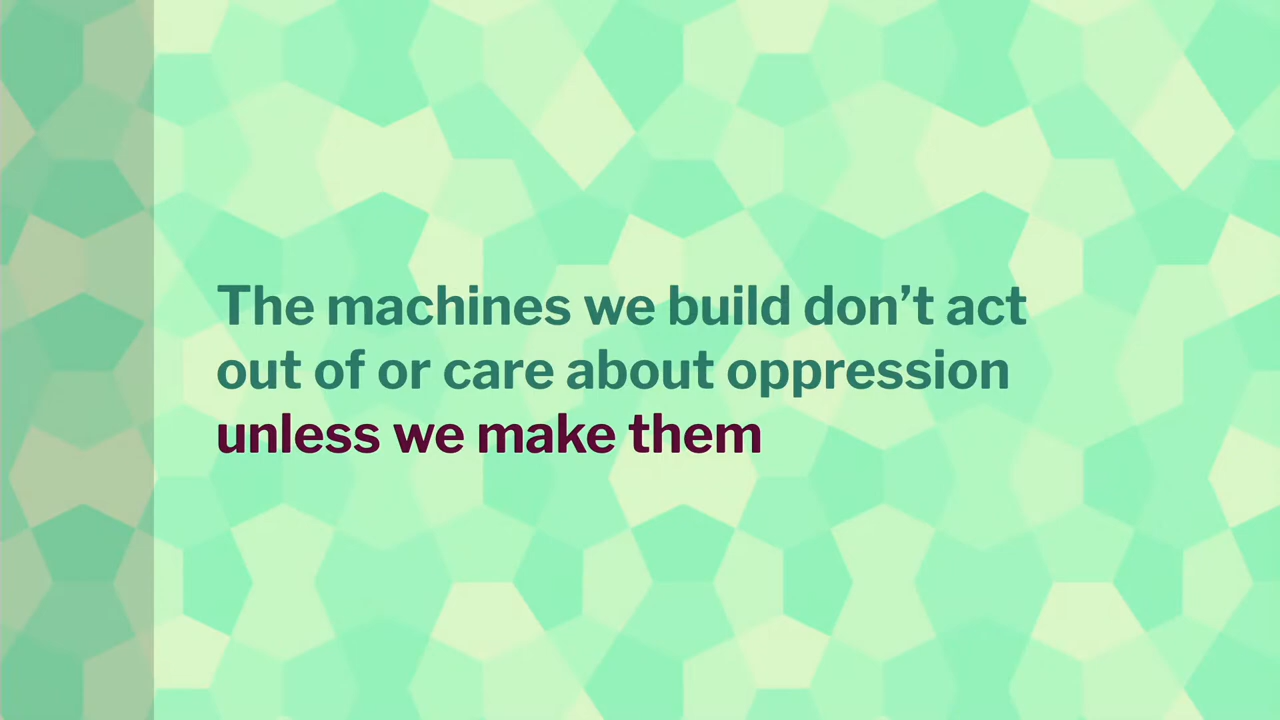 The machines we build don’t act
out of or care about oppression
unless we make them